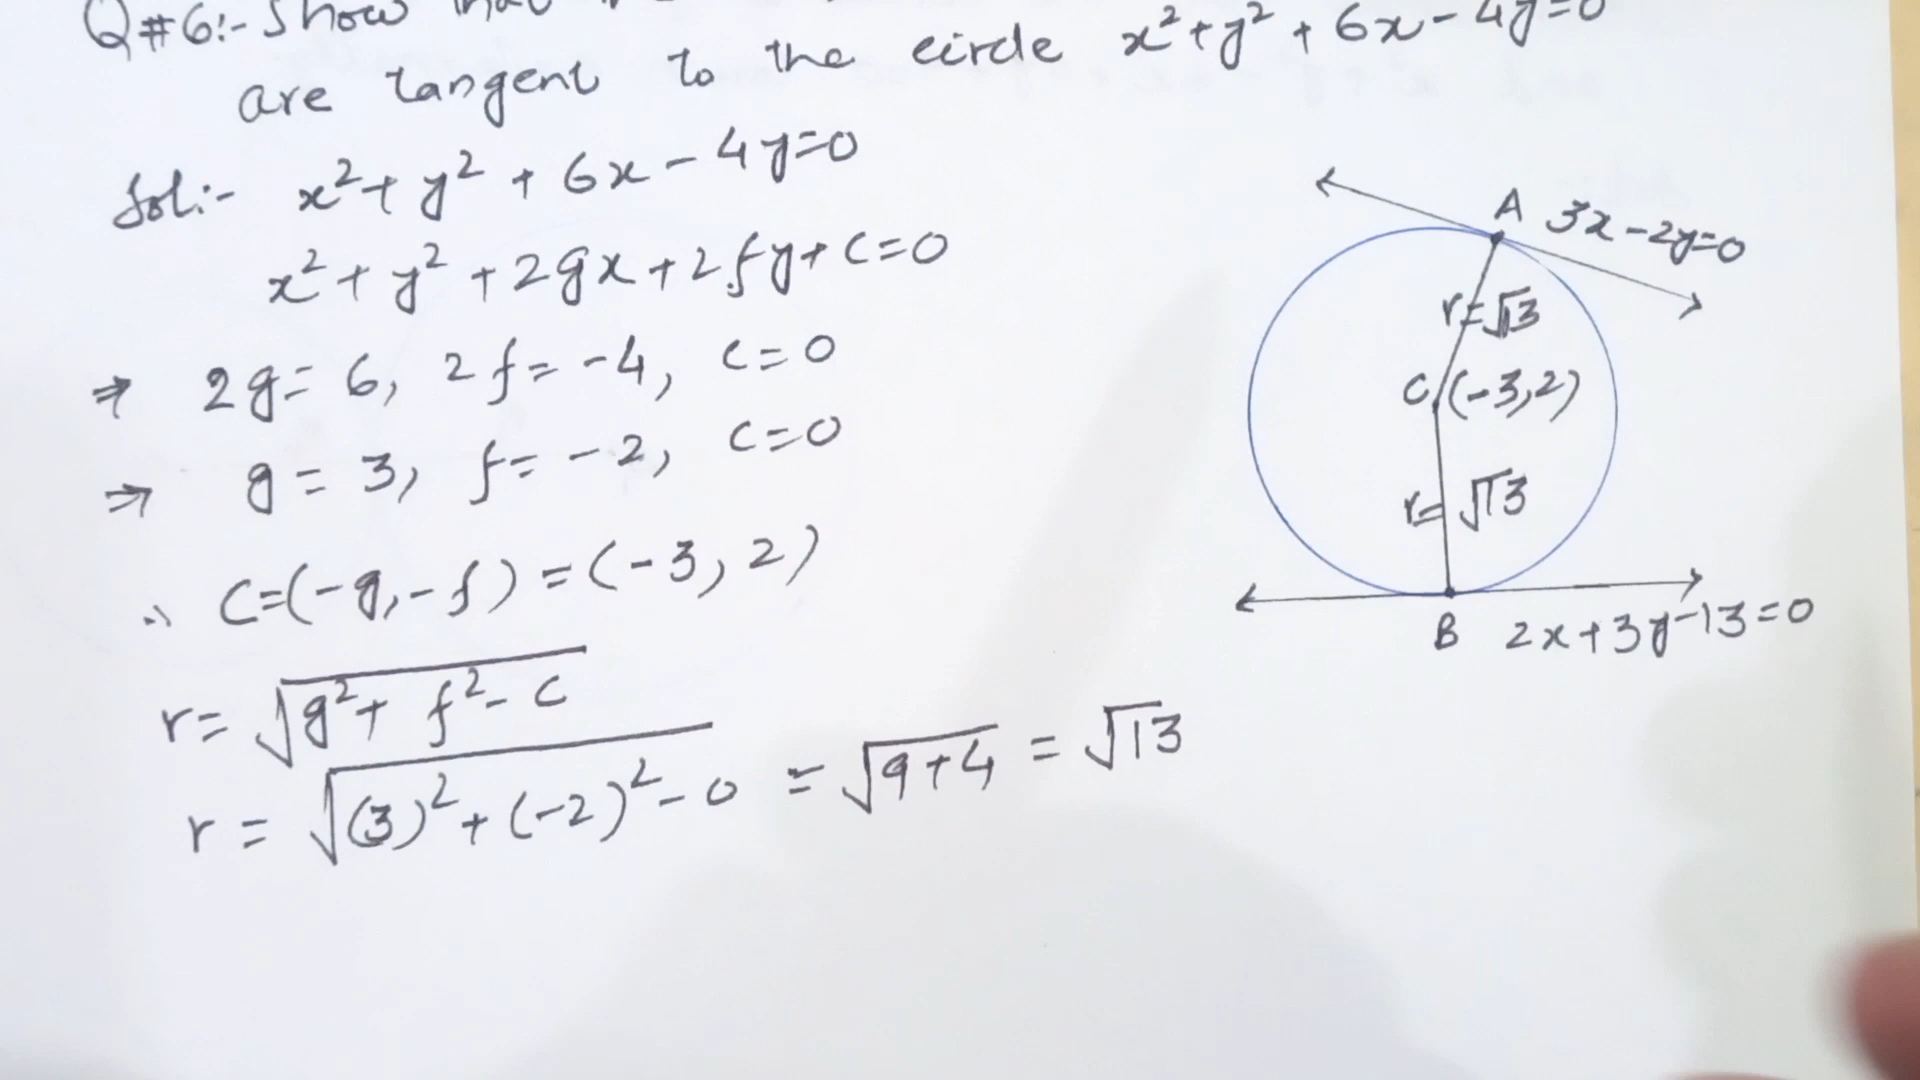 Q#6:- Show that
are tangent to the circle x²+y²+6x-4y=0
Sol:- x²+y²+6x-4y=0
x²+y²+2gx+2fy+c=0
⇒ 2g=6, 2f=-4, c=0
⇒ g=3, f=-2, c=0
∴ C=(-g,-f)=(-3,2)
r=√(g²+f²-c)
r=√((3)²+(-2)²-0) = √(9+4) = √13
A 3x-2y=0
r=√13
C(-3,2)
r=√13
B 2x+3y-13=0